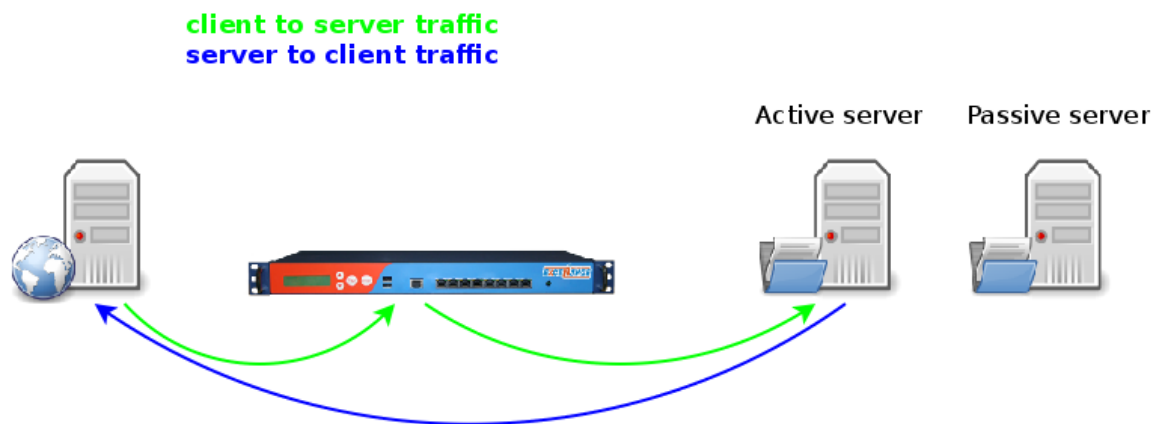 client to server traffic
server to client traffic
Active server
Passive server